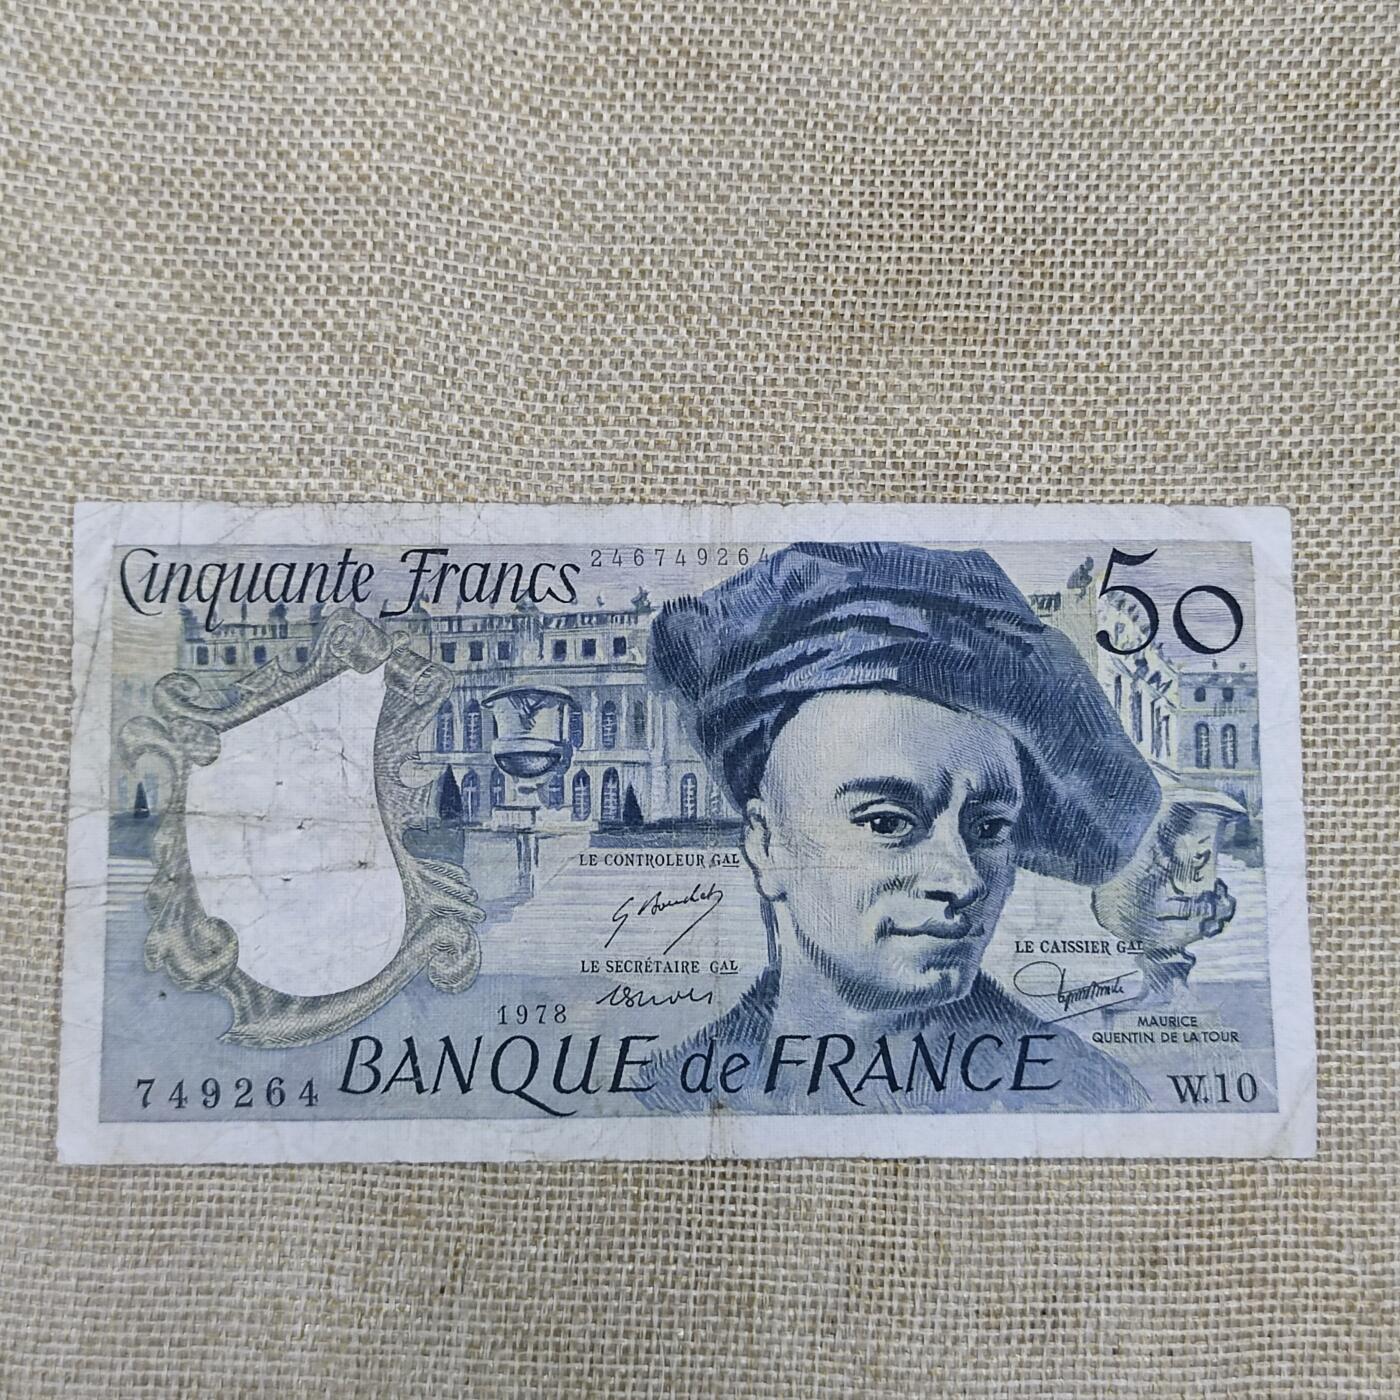 Cinquante Francs
246749264
50
LE CONTROLEUR GAL
LE SECRÉTAIRE GAL
LE CAISSIER GAL
1978
MAURICE
QUENTIN DE LA TOUR
BANQUE de FRANCE
749264
W.10